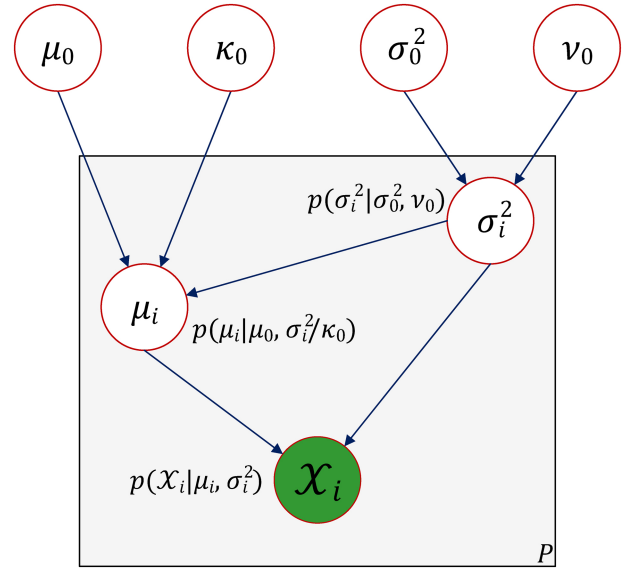 μ₀ κ₀ σ₀² ν₀
p(σᵢ²|σ₀², ν₀)
σᵢ²
μᵢ
p(μᵢ|μ₀, σᵢ²/κ₀)
p(𝒳ᵢ|μᵢ, σᵢ²)
𝒳ᵢ
P